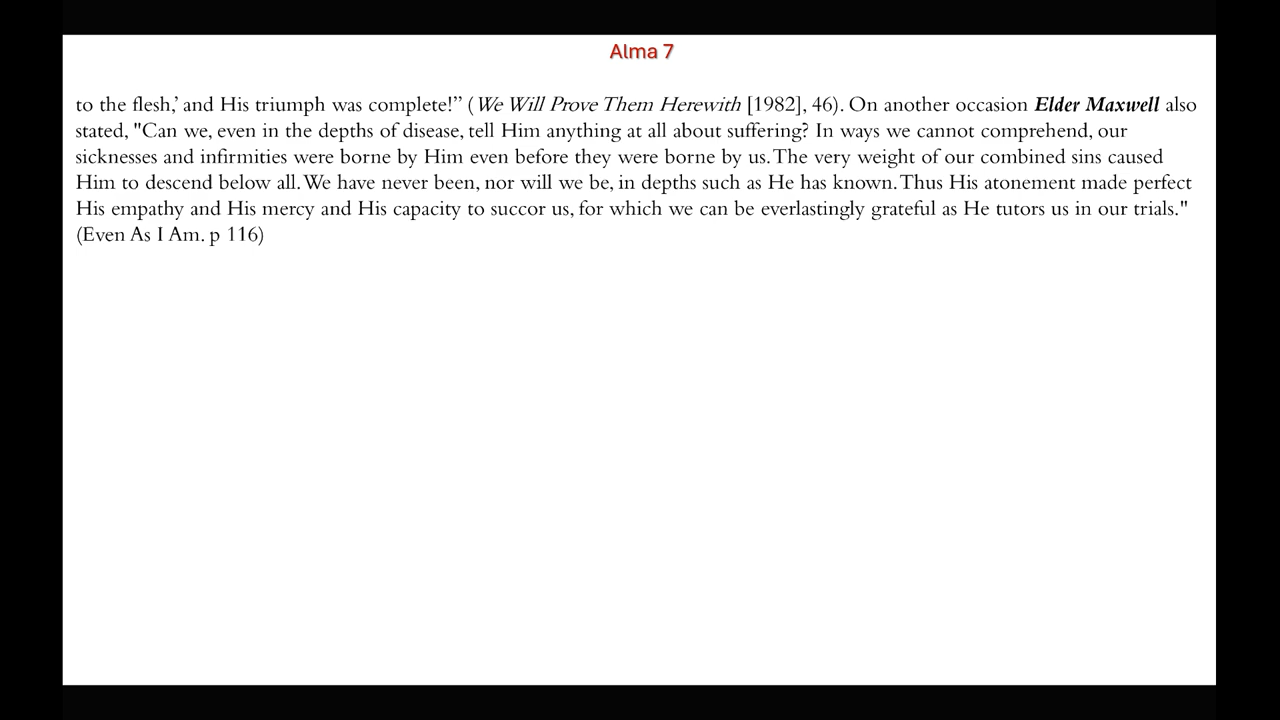 Alma 7
to the flesh,’ and His triumph was complete!” (We Will Prove Them Herewith [1982], 46). On another occasion Elder Maxwell also
stated, "Can we, even in the depths of disease, tell Him anything at all about suffering? In ways we cannot comprehend, our
sicknesses and infirmities were borne by Him even before they were borne by us. The very weight of our combined sins caused
Him to descend below all. We have never been, nor will we be, in depths such as He has known. Thus His atonement made perfect
His empathy and His mercy and His capacity to succor us, for which we can be everlastingly grateful as He tutors us in our trials."
(Even As I Am. p 116)